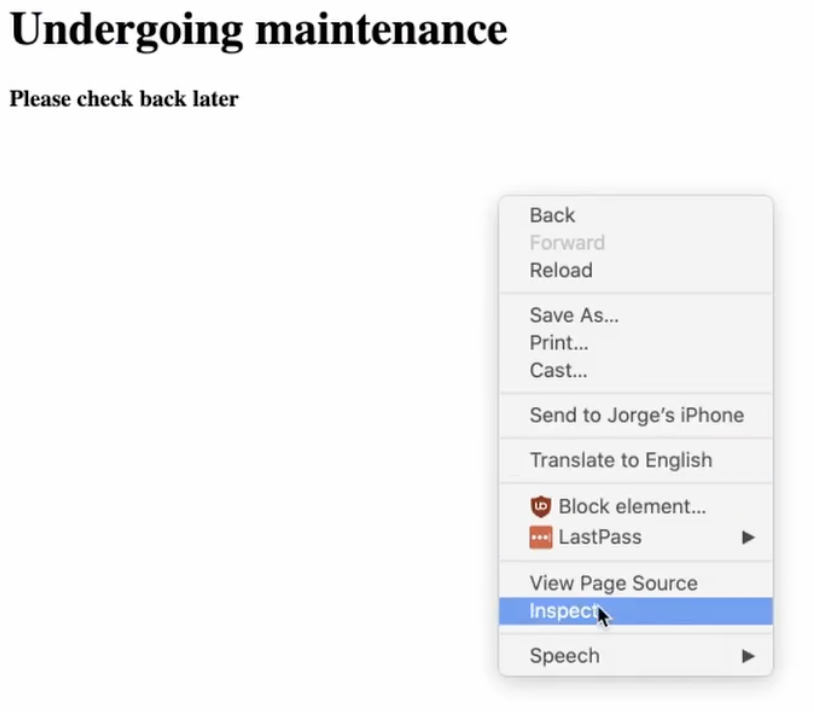 Undergoing maintenance
Please check back later
Back
Forward
Reload
Save As...
Print...
Cast...
Send to Jorge’s iPhone
Translate to English
Block element...
LastPass
View Page Source
Inspect
Speech